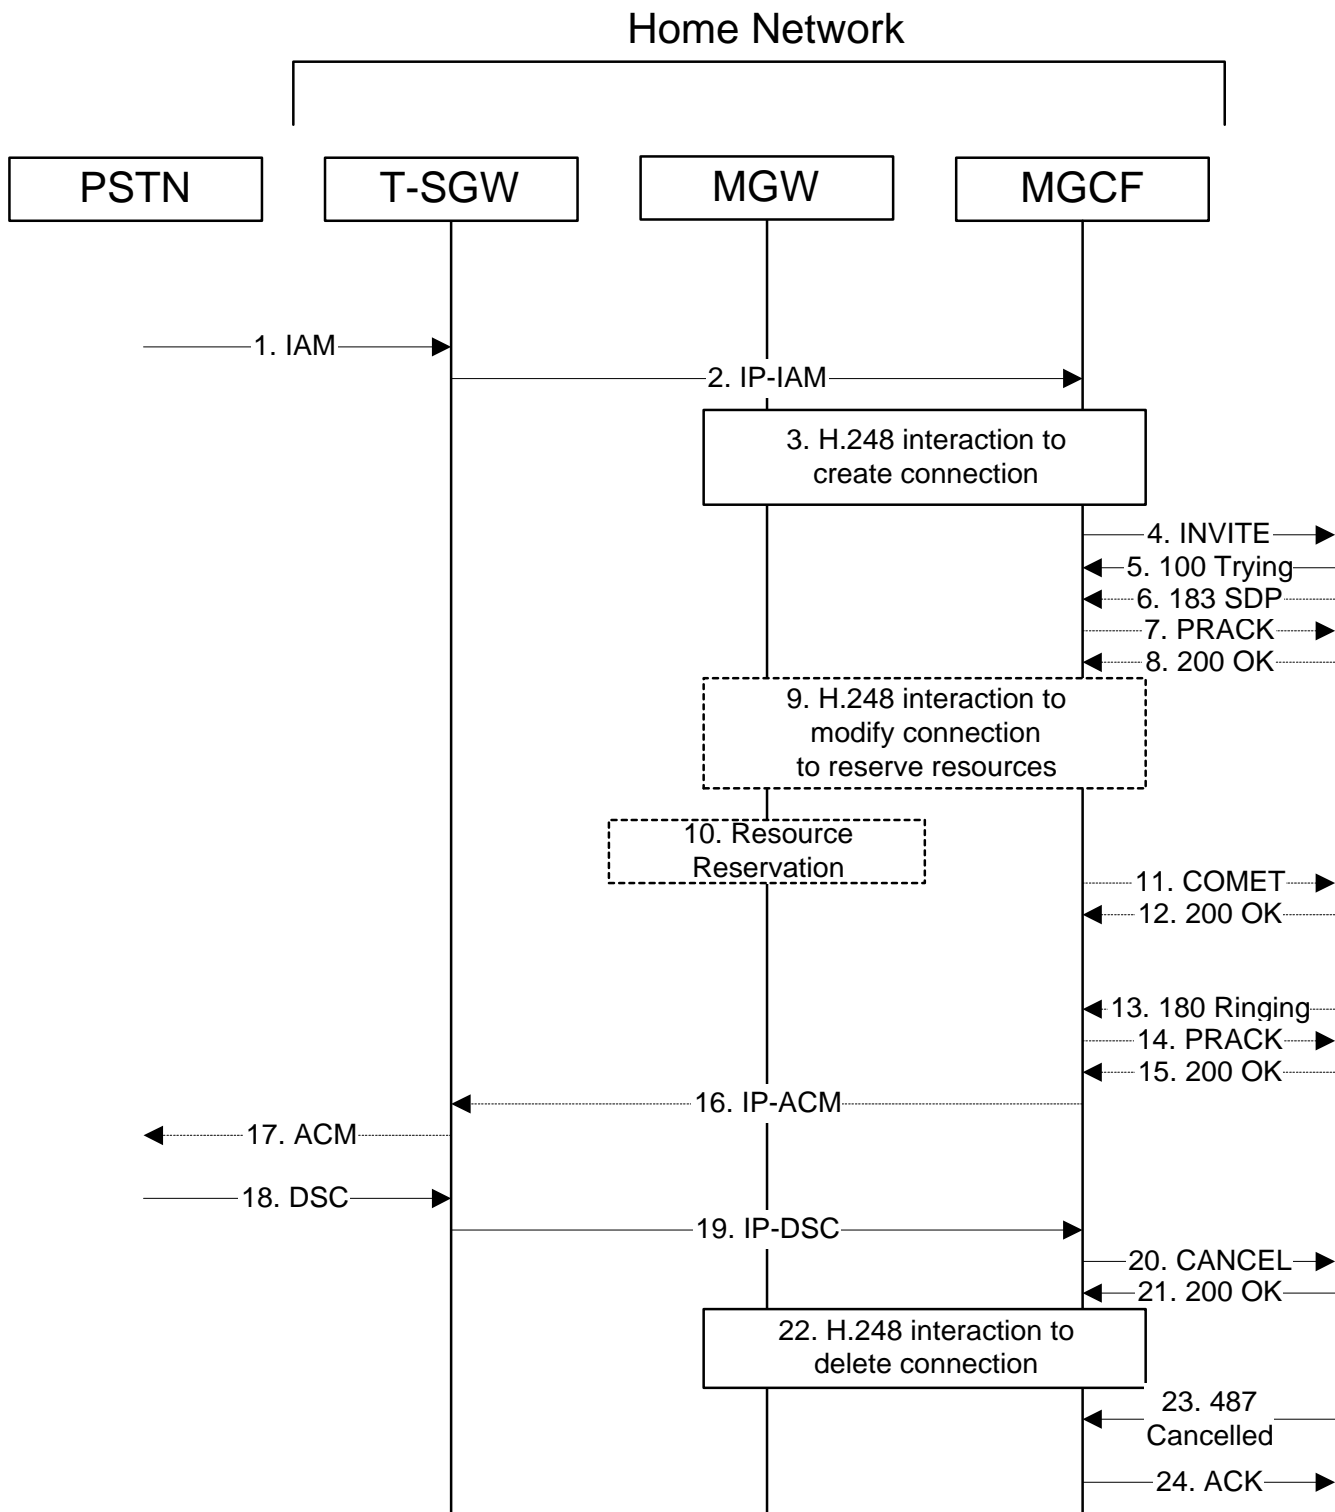 Home Network
PSTN
T-SGW
MGW
MGCF
1. IAM
2. IP-IAM
3. H.248 interaction to
create connection
4. INVITE
5. 100 Trying
6. 183 SDP
7. PRACK
8. 200 OK
9. H.248 interaction to
modify connection
to reserve resources
10. Resource
Reservation
11. COMET
12. 200 OK
13. 180 Ringing
14. PRACK
15. 200 OK
16. IP-ACM
17. ACM
18. DSC
19. IP-DSC
20. CANCEL
21. 200 OK
22. H.248 interaction to
delete connection
23. 487
Cancelled
24. ACK